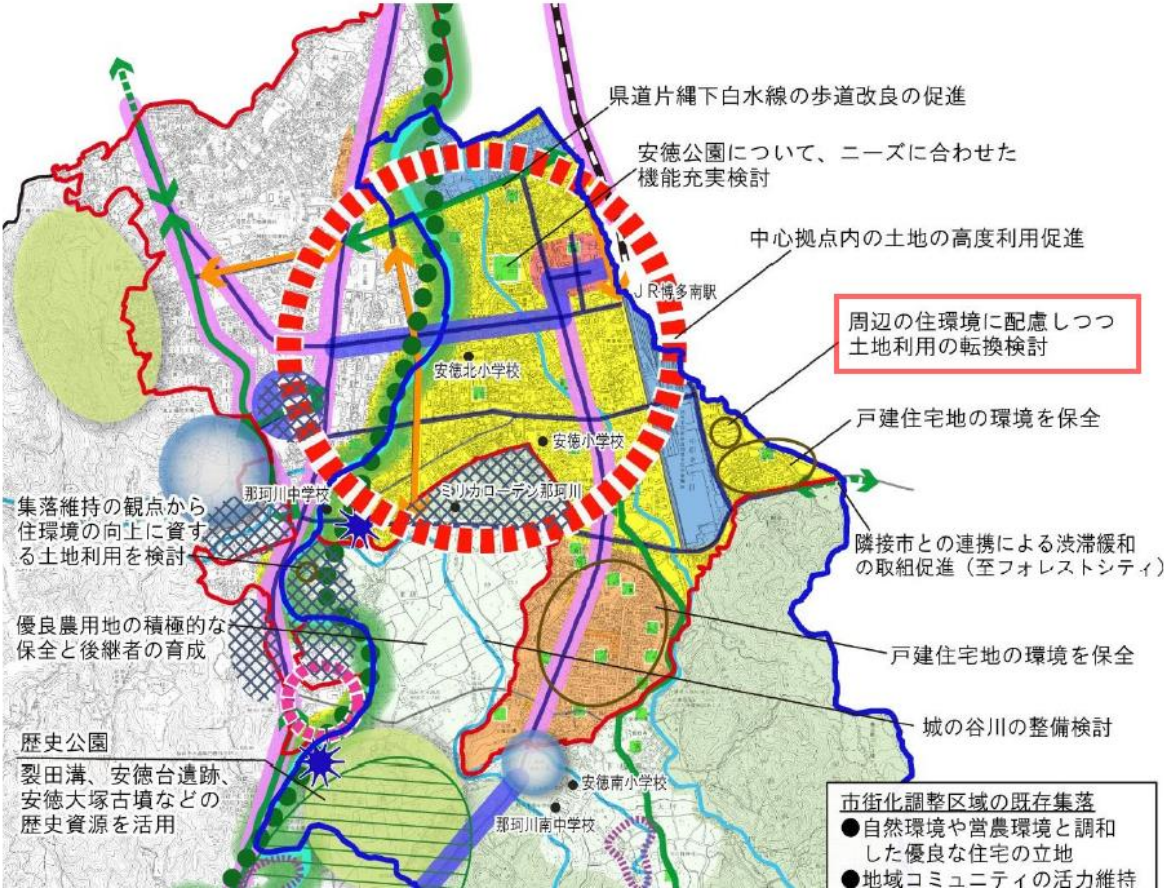 県道片縄下白水線の歩道改良の促進
安徳公園について、ニーズに合わせた
機能充実検討
中心拠点内の土地の高度利用促進
JR博多南駅
周辺の住環境に配慮しつつ
土地利用の転換検討
安徳北小学校
戸建住宅地の環境を保全
安徳小学校
那珂川中学校
ミリカローデン那珂川
集落維持の観点から
住環境の向上に資す
る土地利用を検討
隣接市との連携による渋滞緩和
の取組促進（至フォレストシティ）
優良農用地の積極的な
保全と後継者の育成
戸建住宅地の環境を保全
城の谷川の整備検討
歴史公園
裂田溝、安徳台遺跡、
安徳大塚古墳などの
歴史資源を活用
安徳南小学校
那珂川南中学校
市街化調整区域の既存集落
●自然環境や営農環境と調和
した優良な住宅の立地
●地域コミュニティの活力維持